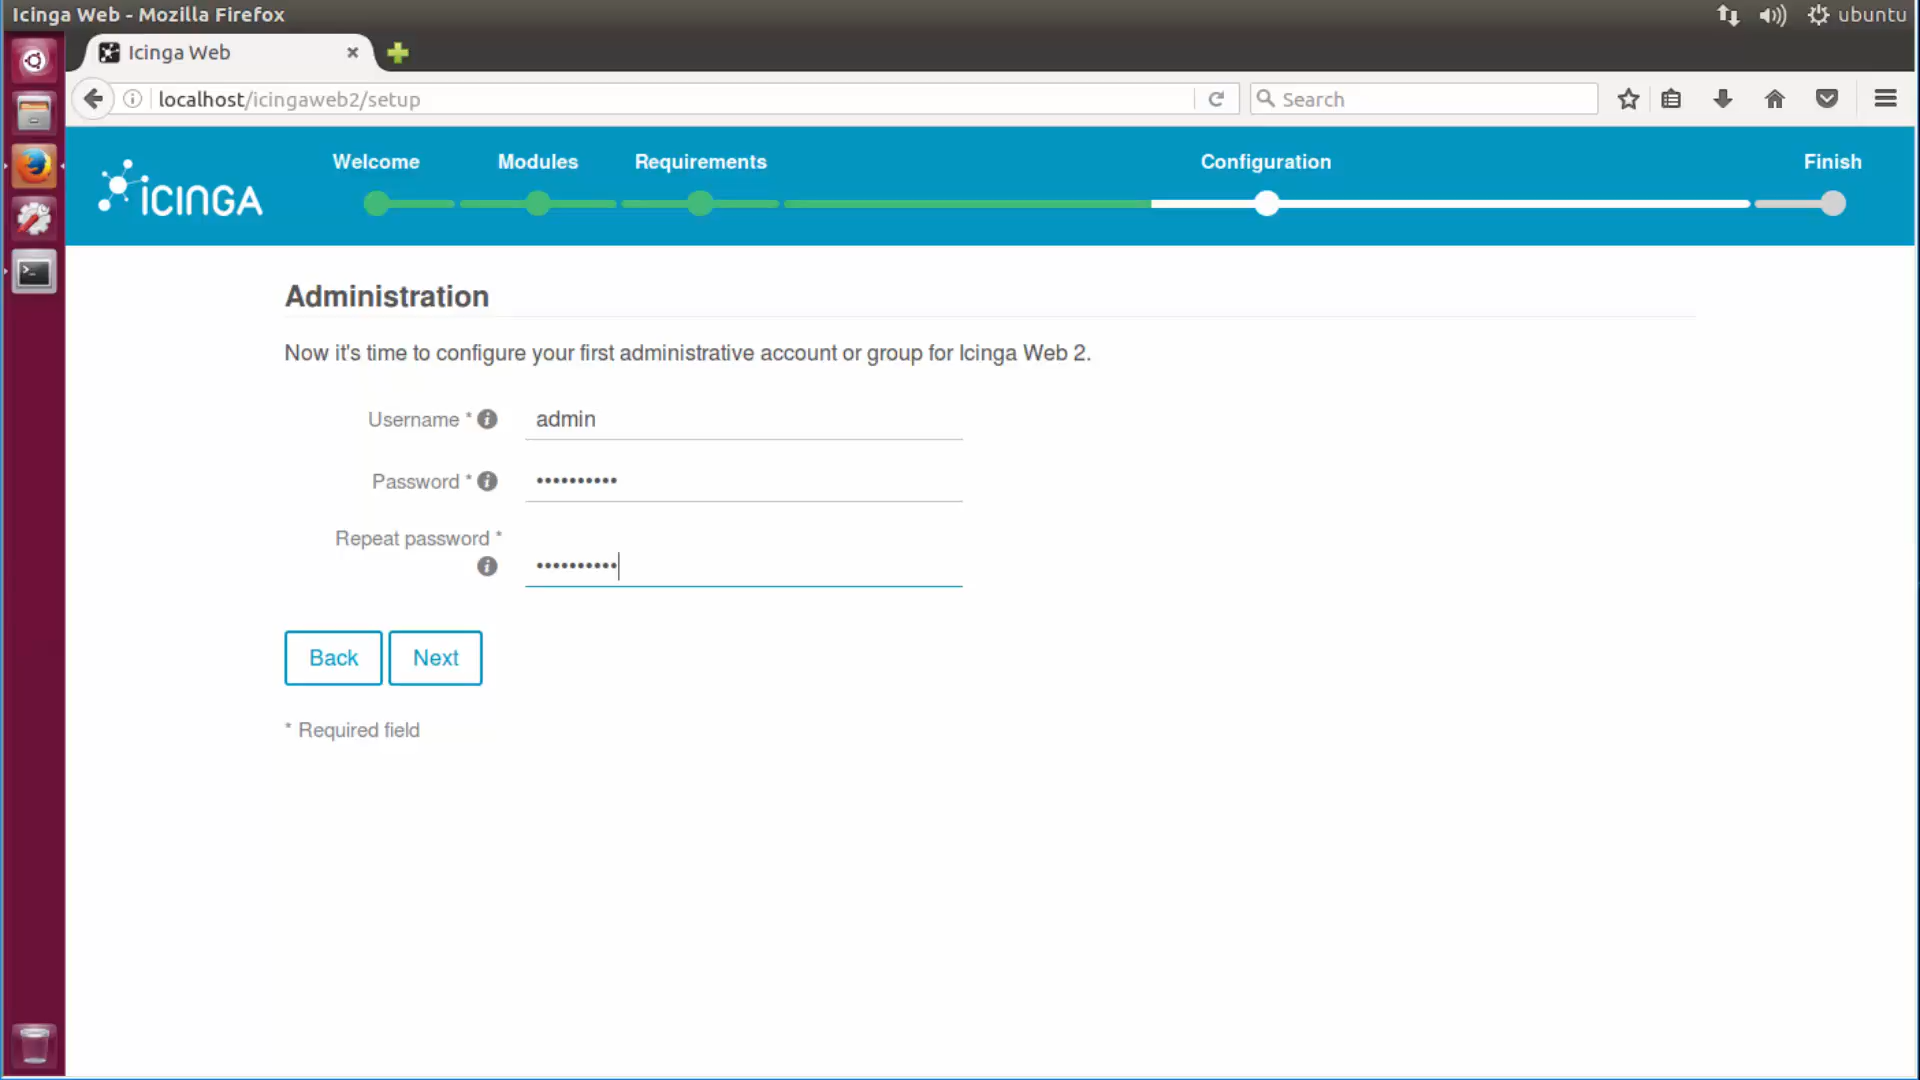 Icinga Web - Mozilla Firefox
ubuntu
Icinga Web
localhost/icingaweb2/setup
Search
ICINGA
Welcome
Modules
Requirements
Configuration
Finish
Administration
Now it's time to configure your first administrative account or group for Icinga Web 2.
Username *
admin
Password *
••••••••••
Repeat password *
••••••••••
Back
Next
* Required field